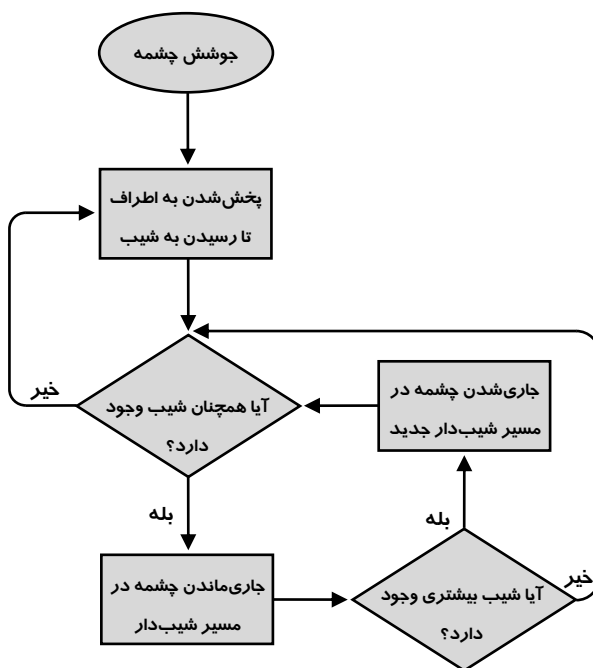 جوشش چشمه
پخش‌شدن به اطراف
تا رسیدن به شیب
آیا همچنان شیب وجود
دارد؟
خیر
بله
جاری‌ماندن چشمه در
مسیر شیب‌دار
آیا شیب بیشتری وجود
دارد؟
خیر
بله
جاری‌شدن چشمه در
مسیر شیب‌دار جدید